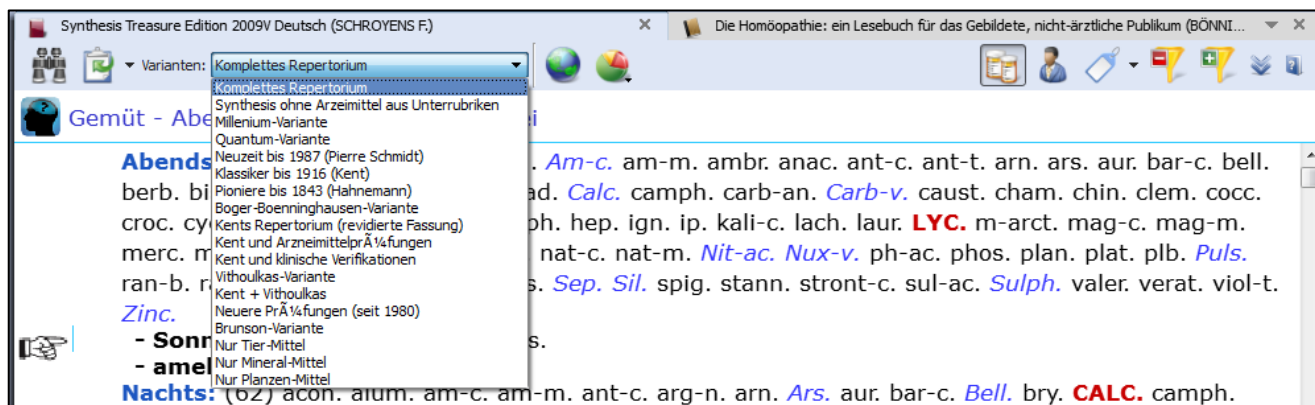 Synthesis Treasure Edition 2009V Deutsch (SCHROYENS F.) Die Homöopathie: ein Lesebuch für das Gebildete, nicht-ärztliche Publikum (BÖNNI...
Varianten: Komplettes Repertorium
Komplettes Repertorium
Synthesis ohne Arzeimittel aus Unterrubriken
Millenium-Variante
Quantum-Variante
Neuzeit bis 1987 (Pierre Schmidt)
Klassiker bis 1916 (Kent)
Pioniere bis 1843 (Hahnemann)
Boger-Boenninghausen-Variante
Kents Repertorium (revidierte Fassung)
Kent und ArzneimittelprÃ¼fungen
Kent und klinische Verifikationen
Vithoulkas-Variante
Kent + Vithoulkas
Neuere PrÃ¼fungen (seit 1980)
Brunson-Variante
Nur Tier-Mittel
Nur Mineral-Mittel
Nur Planzen-Mittel
Gemüt - Abe i
Abends . Am-c. am-m. ambr. anac. ant-c. ant-t. arn. ars. aur. bar-c. bell.
berb. bi ad. Calc. camph. carb-an. Carb-v. caust. cham. chin. clem. cocc.
croc. cy ph. hep. ign. ip. kali-c. lach. laur. LYC. m-arct. mag-c. mag-m.
merc. m nat-c. nat-m. Nit-ac. Nux-v. ph-ac. phos. plan. plat. plb. Puls.
ran-b. r s. Sep. Sil. spig. stann. stront-c. sul-ac. Sulph. valer. verat. viol-t.
Zinc.
- Sonn s.
- amel
Nachts: (62) acon. alum. am-c. am-m. ant-c. arg-n. arn. Ars. aur. bar-c. Bell. bry. CALC. camph.